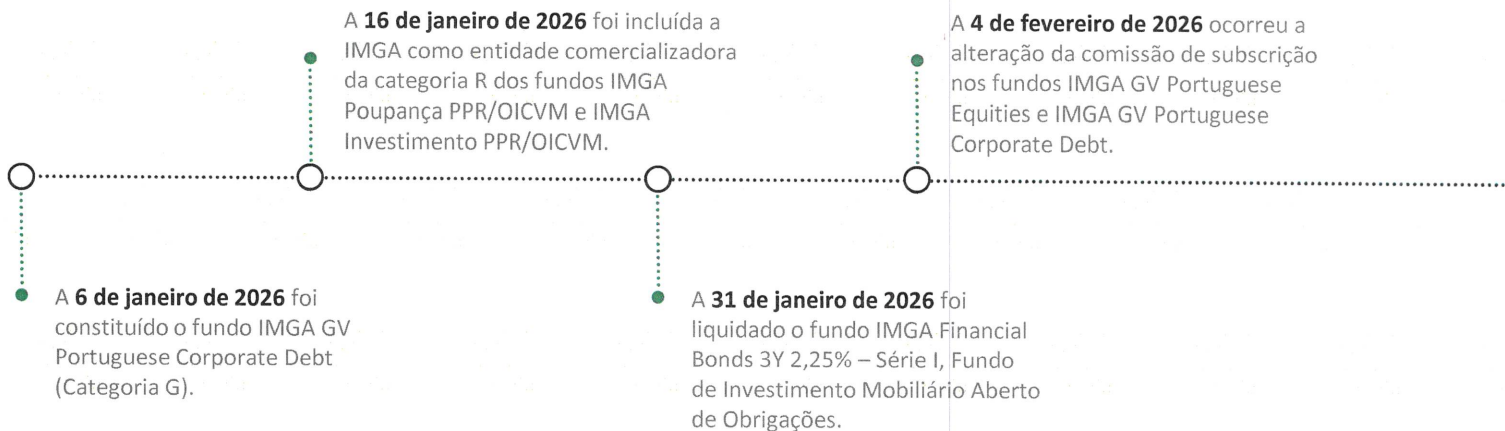 A 16 de janeiro de 2026 foi incluída a
IMGA como entidade comercializadora
da categoria R dos fundos IMGA
Poupança PPR/OICVM e IMGA
Investimento PPR/OICVM.
A 4 de fevereiro de 2026 ocorreu a
alteração da comissão de subscrição
nos fundos IMGA GV Portuguese
Equities e IMGA GV Portuguese
Corporate Debt.
A 6 de janeiro de 2026 foi
constituído o fundo IMGA GV
Portuguese Corporate Debt
(Categoria G).
A 31 de janeiro de 2026 foi
liquidado o fundo IMGA Financial
Bonds 3Y 2,25% – Série I, Fundo
de Investimento Mobiliário Aberto
de Obrigações.